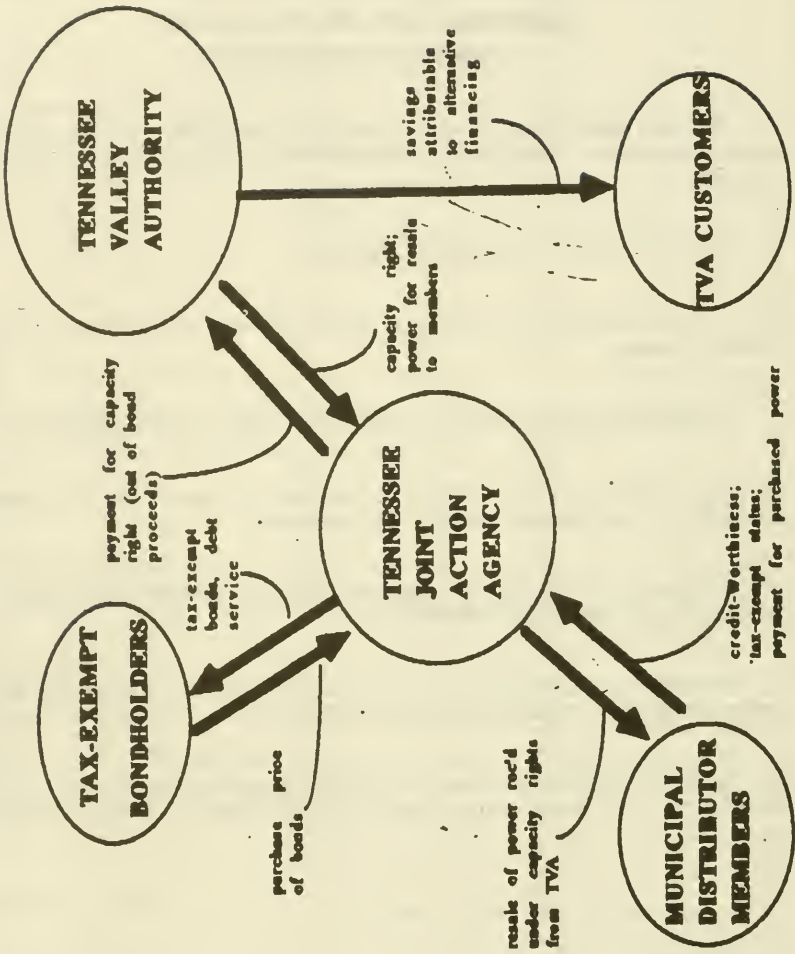 TAX-EXEMPT
BONDHOLDERS
payment for capacity
right (out of bond
proceeds)
TENNESSEE
VALLEY
AUTHORITY
tax-exempt
bonds, debt
service
purchase price
of bonds
capacity right;
power for resale
to members
savings
attributable
to alternative
financing
TENNESSEE
JOINT
ACTION
AGENCY
resale of power rec'd
under capacity rights
from TVA
MUNICIPAL
DISTRIBUTOR
MEMBERS
credit-worthiness;
tax-exempt status;
payment for purchased power
TVA CUSTOMERS